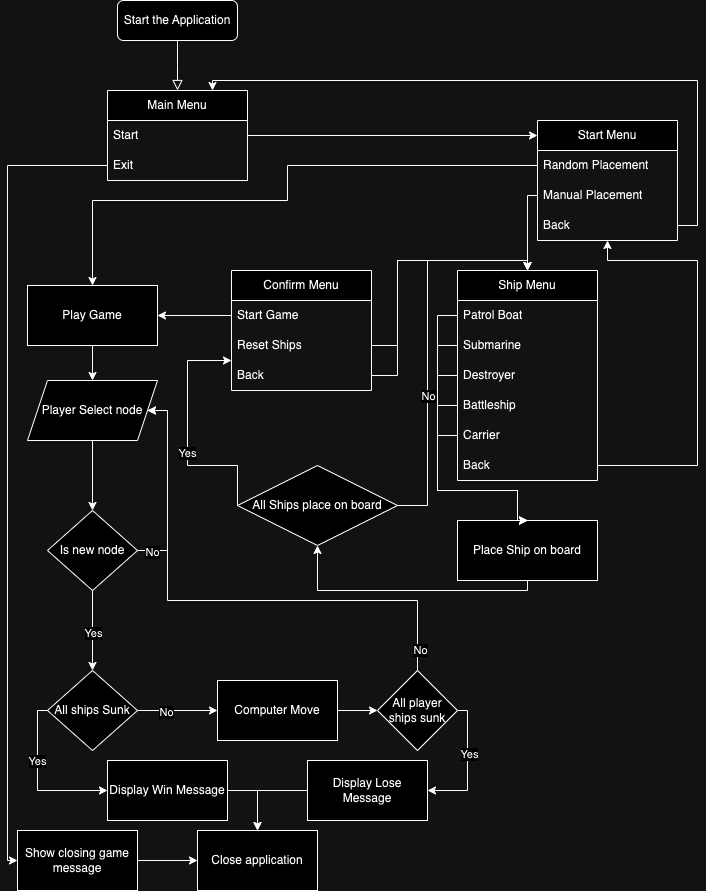 Start the Application
Main Menu
Start
Exit
Start Menu
Random Placement
Manual Placement
Back
Confirm Menu
Start Game
Reset Ships
Back
Ship Menu
Patrol Boat
Submarine
Destroyer
Battleship
Carrier
Back
Play Game
Player Select node
No
Yes
All Ships place on board
Place Ship on board
Is new node
No
Yes
No
All ships Sunk
No
Computer Move
All player
ships sunk
Yes
Yes
Display Win Message
Display Lose
Message
Show closing game
message
Close application